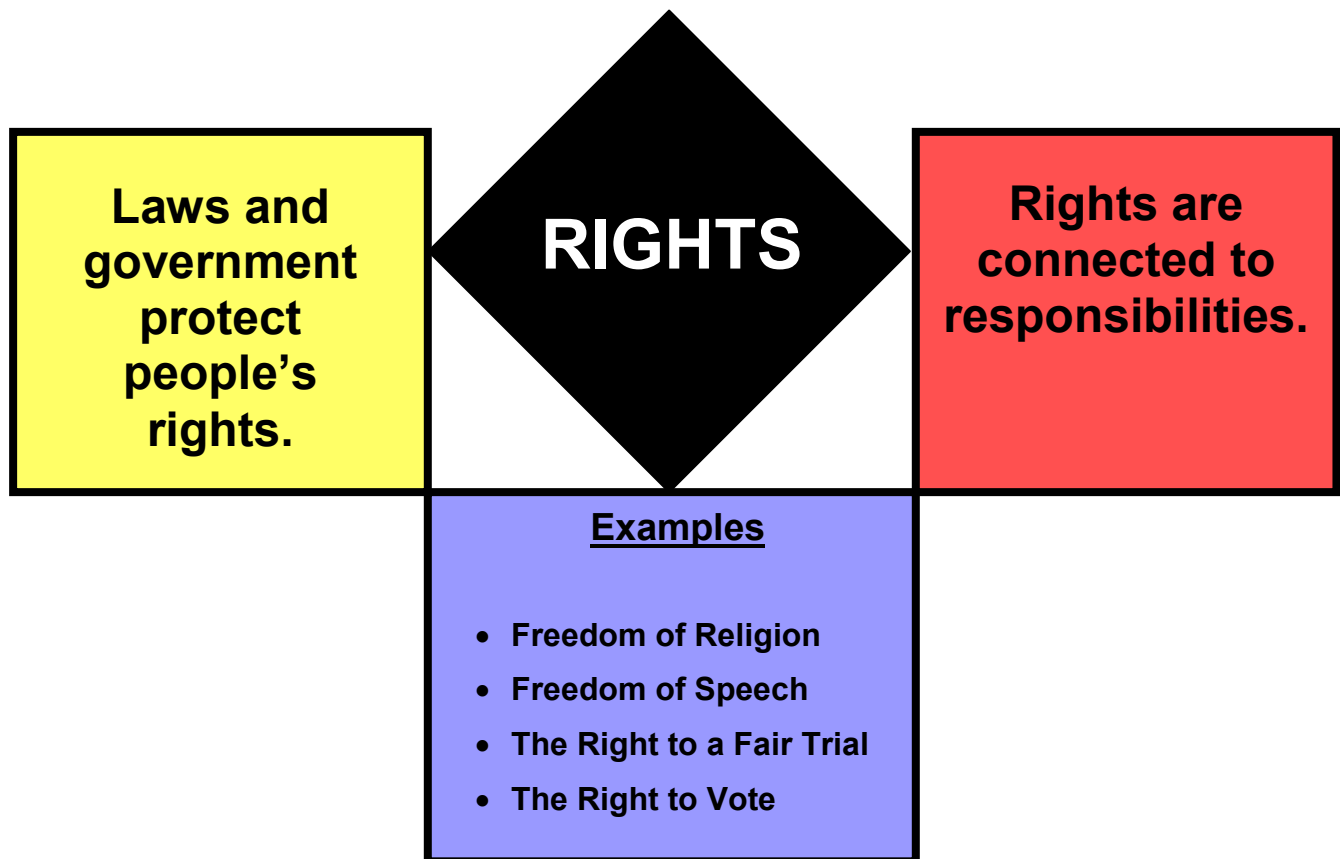 RIGHTS
Laws and
government
protect
people’s
rights.
Rights are
connected to
responsibilities.
Examples
• Freedom of Religion
• Freedom of Speech
• The Right to a Fair Trial
• The Right to Vote